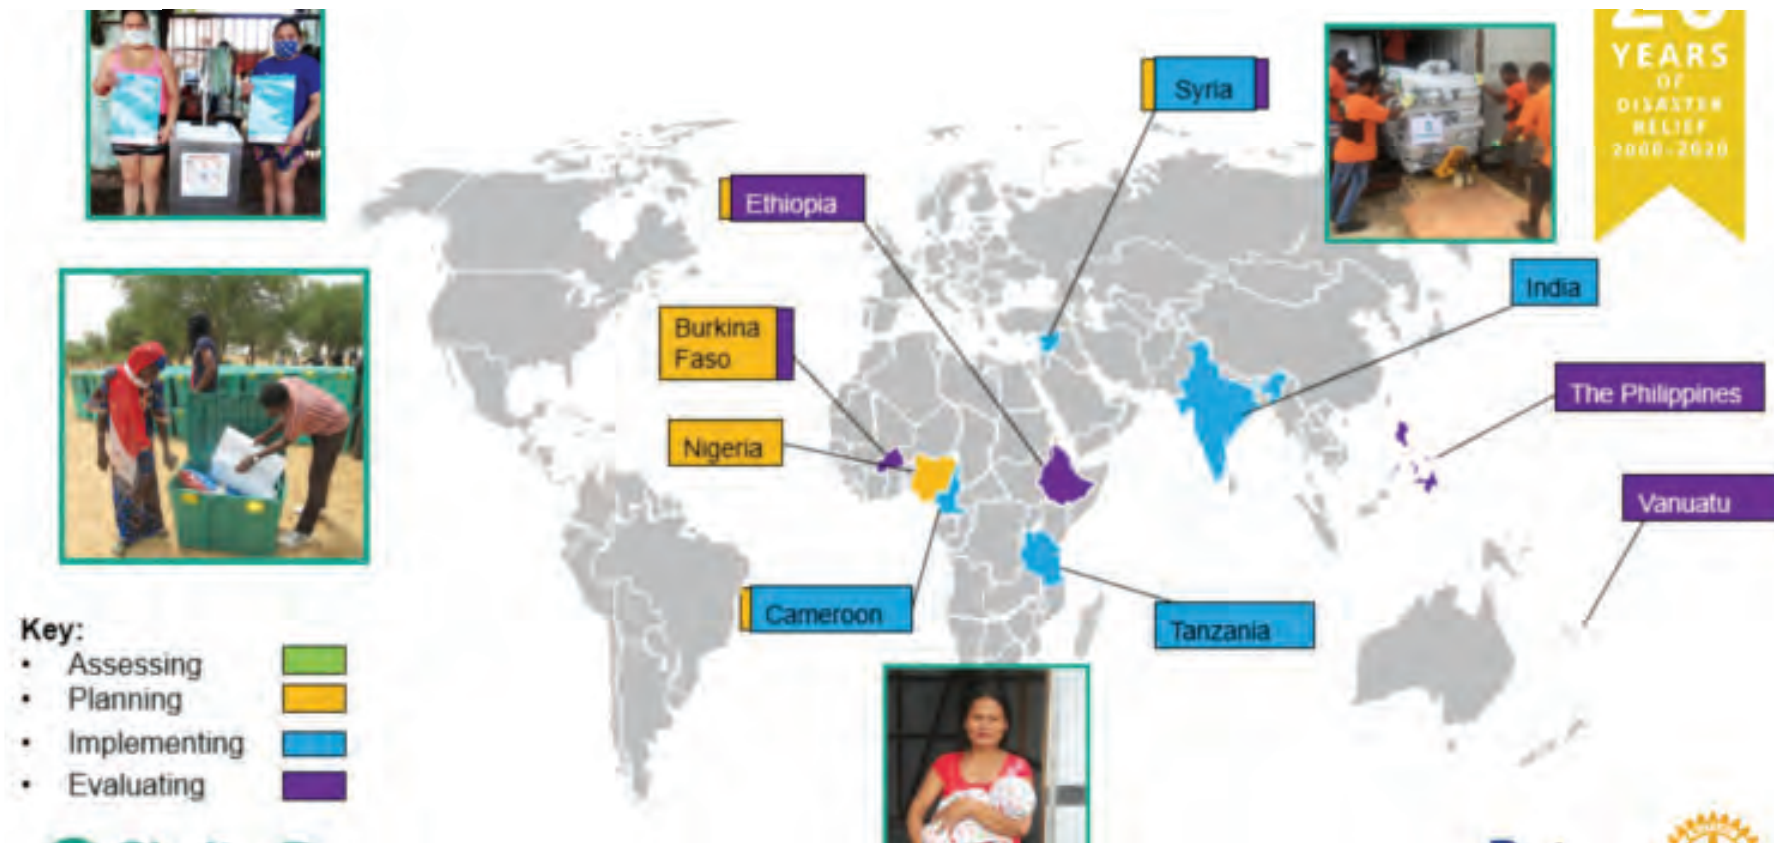 YEARS
OF
DISASTER
RELIEF
2000-2020
Syria
Ethiopia
India
Burkina
Faso
The Philippines
Nigeria
Vanuatu
Cameroon
Tanzania
Key:
• Assessing
• Planning
• Implementing
• Evaluating